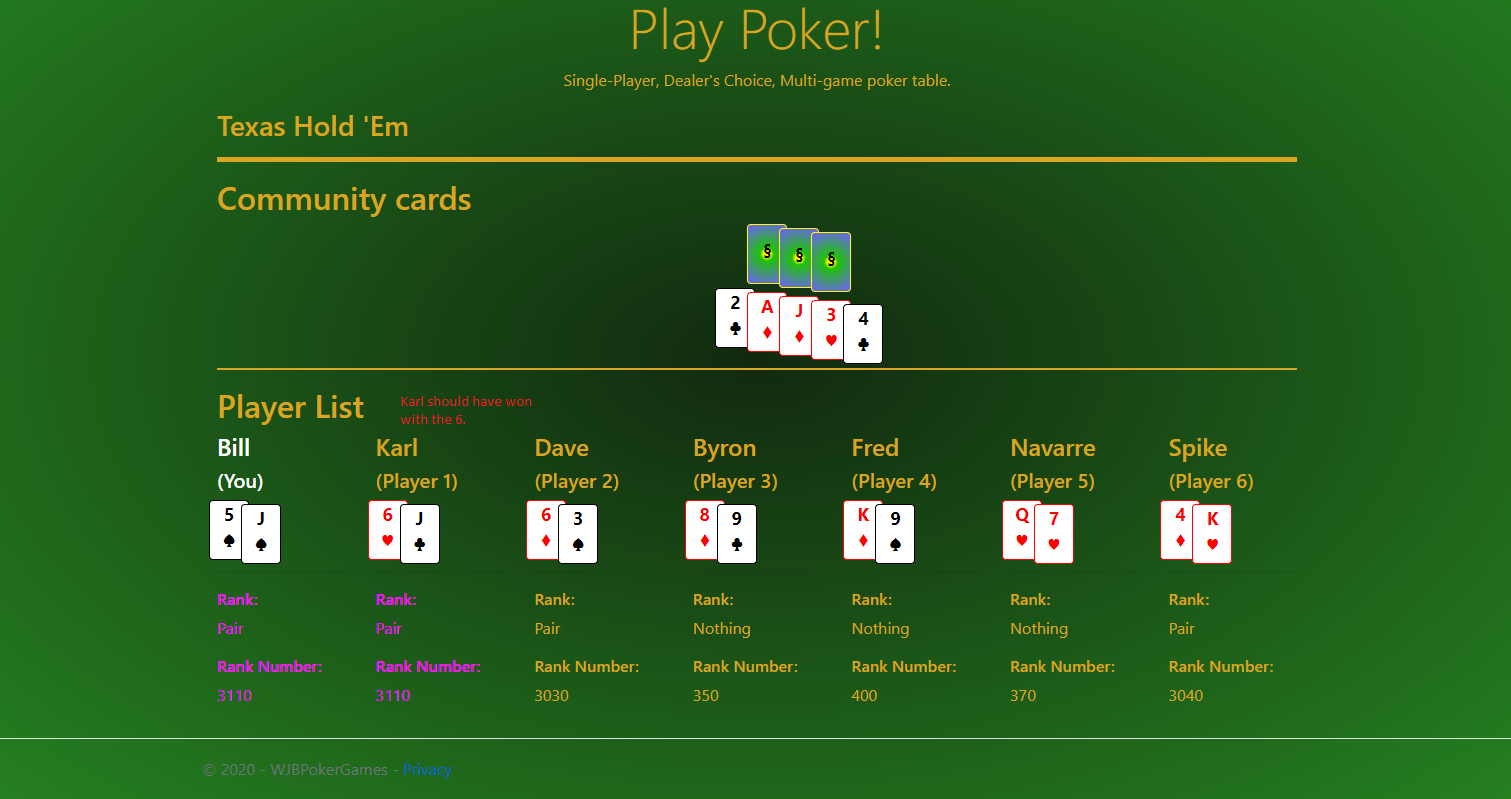 Play Poker!
Single-Player, Dealer's Choice, Multi-game poker table.
Texas Hold 'Em
Community cards
§ § §
2 A J 3 4
♣ ♦ ♦ ♥ ♣
Player List
Karl should have won
with the 6.
Bill Karl Dave Byron Fred Navarre Spike
(You) (Player 1) (Player 2) (Player 3) (Player 4) (Player 5) (Player 6)
5 J 6 J 6 3 8 9 K 9 Q 7 4 K
♠ ♠ ♥ ♣ ♦ ♠ ♦ ♣ ♦ ♠ ♥ ♥ ♦ ♥
Rank: Rank: Rank: Rank: Rank: Rank: Rank:
Pair Pair Pair Nothing Nothing Nothing Pair
Rank Number: Rank Number: Rank Number: Rank Number: Rank Number: Rank Number: Rank Number:
3110 3110 3030 350 400 370 3040
© 2020 - WJBPokerGames - Privacy